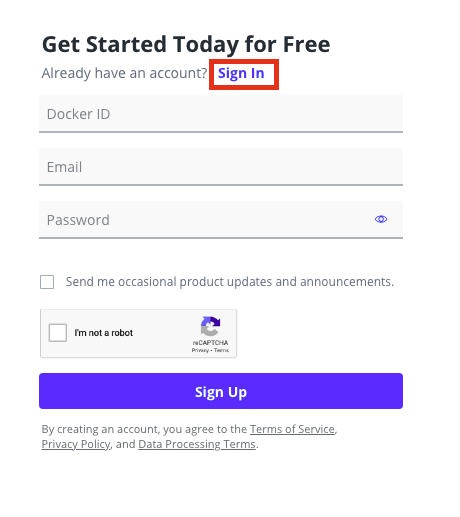 Get Started Today for Free
Already have an account? Sign In
Docker ID
Email
Password
Send me occasional product updates and announcements.
I'm not a robot
reCAPTCHA
Privacy - Terms
Sign Up
By creating an account, you agree to the Terms of Service,
Privacy Policy, and Data Processing Terms.